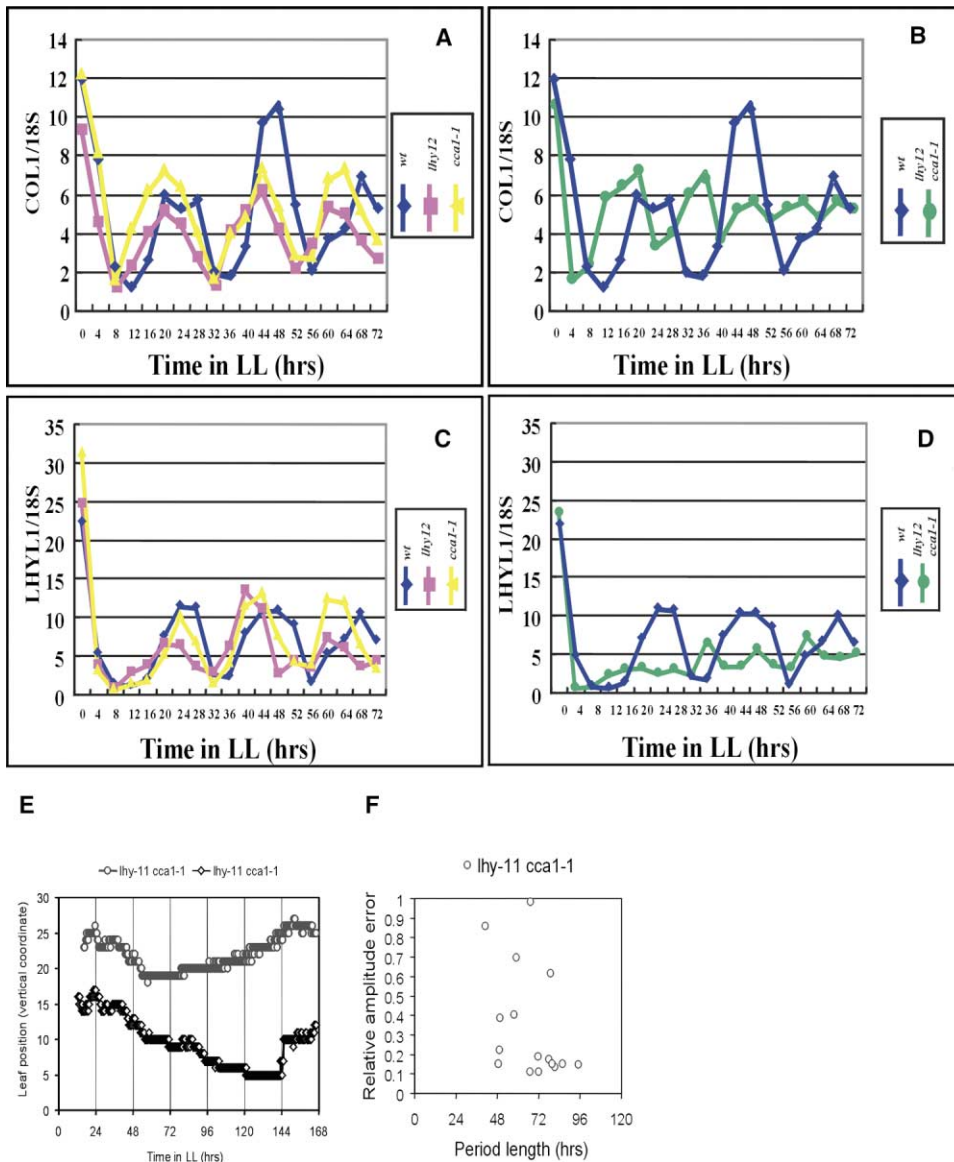 A
COL1/18S
14
12
10
8
6
4
2
0
0 4 8 12 16 20 24 28 32 36 40 44 48 52 56 60 64 68 72
Time in LL (hrs)
wt
lhy12
cca1-1
B
COL1/18S
14
12
10
8
6
4
2
0
0 4 8 12 16 20 24 28 32 36 40 44 48 52 56 60 64 68 72
Time in LL (hrs)
wt
lhy12
cca1-1
C
LHYL1/18S
35
30
25
20
15
10
5
0
0 4 8 12 16 20 24 28 32 36 40 44 48 52 56 60 64 68 72
Time in LL (hrs)
wt
lhy12
cca1-1
D
LHYL1/18S
35
30
25
20
15
10
5
0
0 4 8 12 16 20 24 28 32 36 40 44 48 52 56 60 64 68 72
Time in LL (hrs)
wt
lhy12
cca1-1
E
lhy-11 cca1-1 lhy-11 cca1-1
Leaf position (vertical coordinate)
30
25
20
15
10
5
0
0 24 48 72 96 120 144 168
Time in LL (hrs)
F
lhy-11 cca1-1
Relative amplitude error
1
0.9
0.8
0.7
0.6
0.5
0.4
0.3
0.2
0.1
0
0 24 48 72 96 120
Period length (hrs)